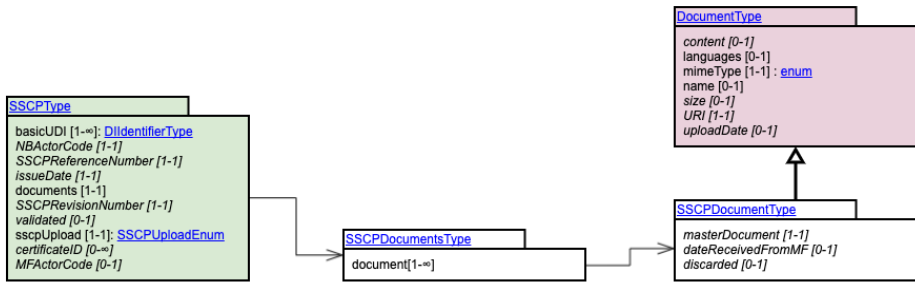 DocumentType
content [0-1]
languages [0-1]
mimeType [1-1] : enum
name [0-1]
size [0-1]
URI [1-1]
uploadDate [0-1]
SSCPType
basicUDI [1-∞]: DIIdentifierType
NBActorCode [1-1]
SSCPReferenceNumber [1-1]
issueDate [1-1]
documents [1-1]
SSCPRevisionNumber [1-1]
validated [0-1]
sscpUpload [1-1]: SSCPUploadEnum
certificateID [0-∞]
MFActorCode [0-1]
SSCPDocumentsType
document[1-∞]
SSCPDocumentType
masterDocument [1-1]
dateReceivedFromMF [0-1]
discarded [0-1]